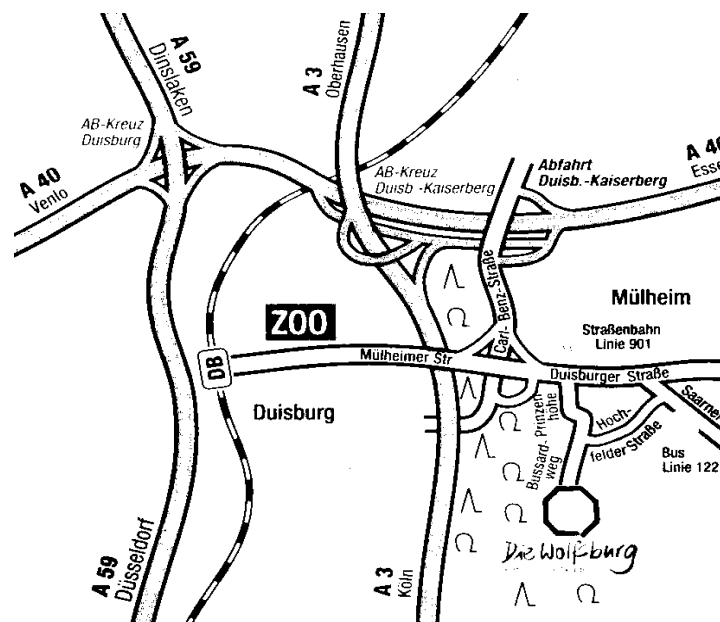 A 59
Dinslaken
A 3
Oberhausen
AB-Kreuz
Duisburg
A 40
Venlo
AB-Kreuz
Duisb.-Kaiserberg
Abfahrt
Duisb.-Kaiserberg
A 40
Esse
Carl-Benz-Straße
Mülheim
Straßenbahn
Linie 901
ZOO
Mülheimer Str
DB
Duisburger Straße
Duisburg
Prinzen
höhe
Hoch-
felder Straße
Saarner
Bussard-
weg
Bus
Linie 122
Die Wolfsburg
A 59
Düsseldorf
A 3
Köln